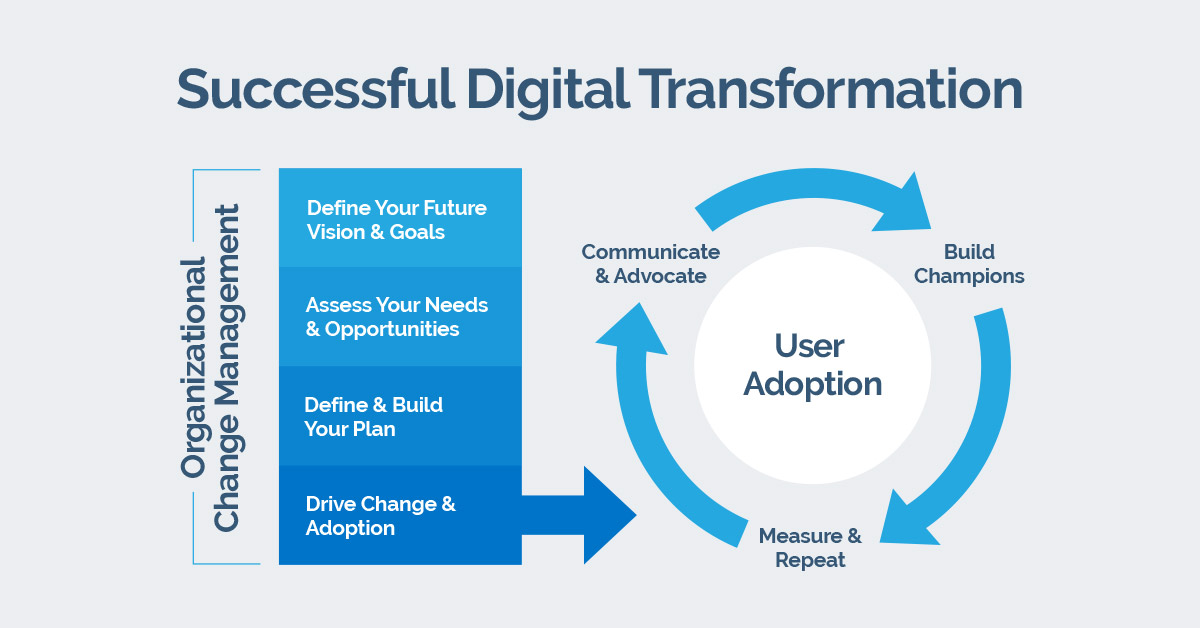 Successful Digital Transformation
Organizational
Change Management
Define Your Future
Vision & Goals
Assess Your Needs
& Opportunities
Define & Build
Your Plan
Drive Change &
Adoption
Communicate
& Advocate
Build
Champions
User
Adoption
Measure &
Repeat